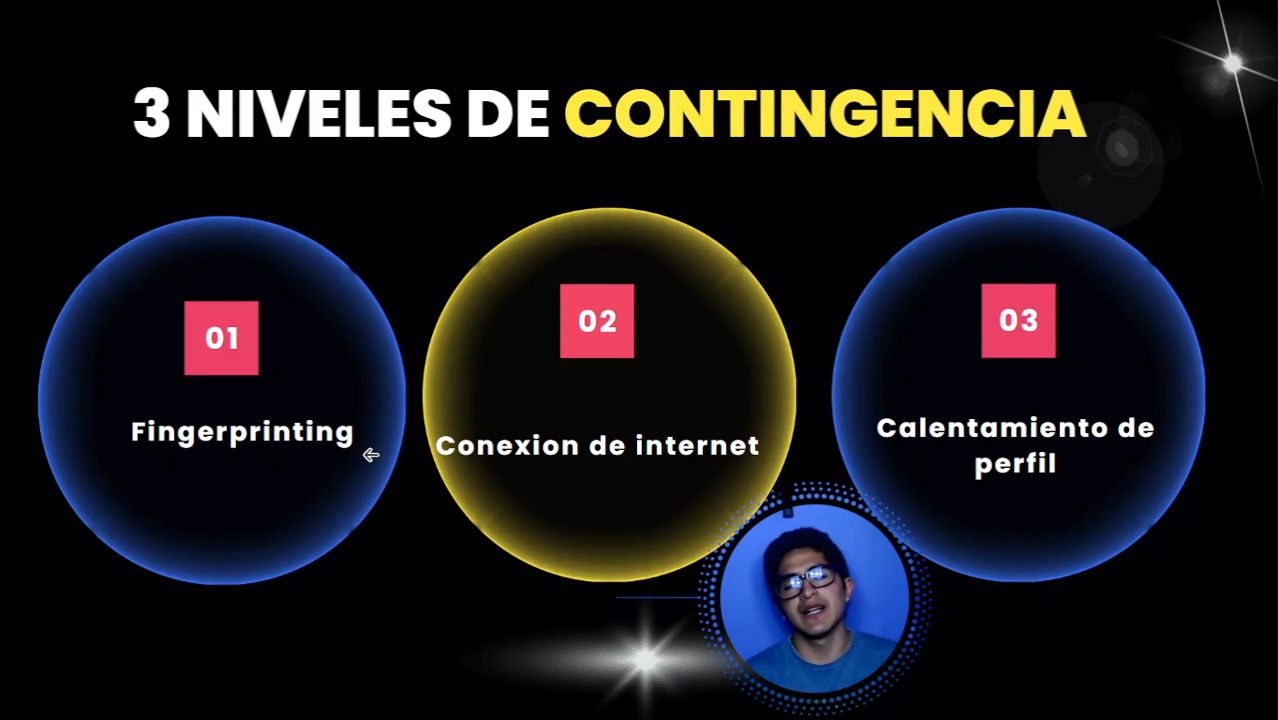 3 NIVELES DE CONTINGENCIA
01
Fingerprinting
02
Conexion de internet
03
Calentamiento de
perfil